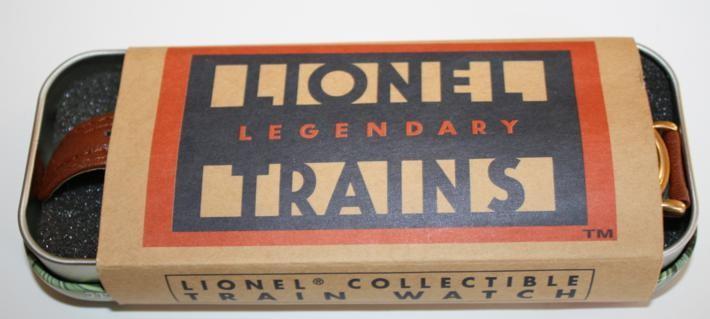 LIONEL
LEGENDARY
TRAINS
TM
LIONEL® COLLECTIBLE
TRAIN WATCH